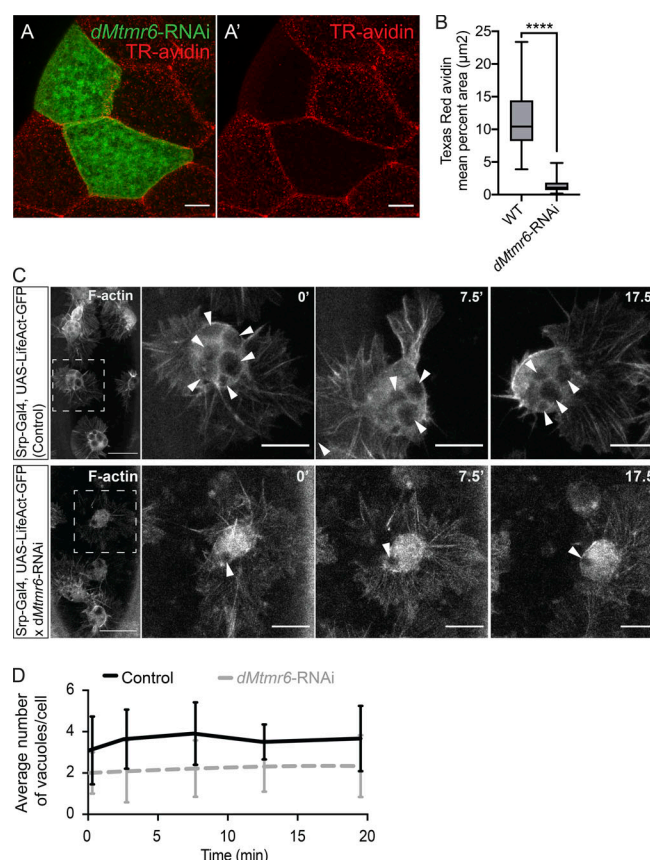 A
dMtmr6-RNAi
TR-avidin
A'
TR-avidin
B
Texas Red avidin
mean percent area (µm2)
25
20
15
10
5
0
****
WT
dMtmr6-RNAi
C
Srp-Gal4, UAS-LifeAct-GFP
(Control)
F-actin
0'
7.5'
17.5
Srp-Gal4, UAS-LifeAct-GFP
x dMtmr6-RNAi
F-actin
0'
7.5'
17.5
D
Control
dMtmr6-RNAi
Average number
of vacuoles/cell
6
4
2
0
0 5 10 15 20
Time (min)